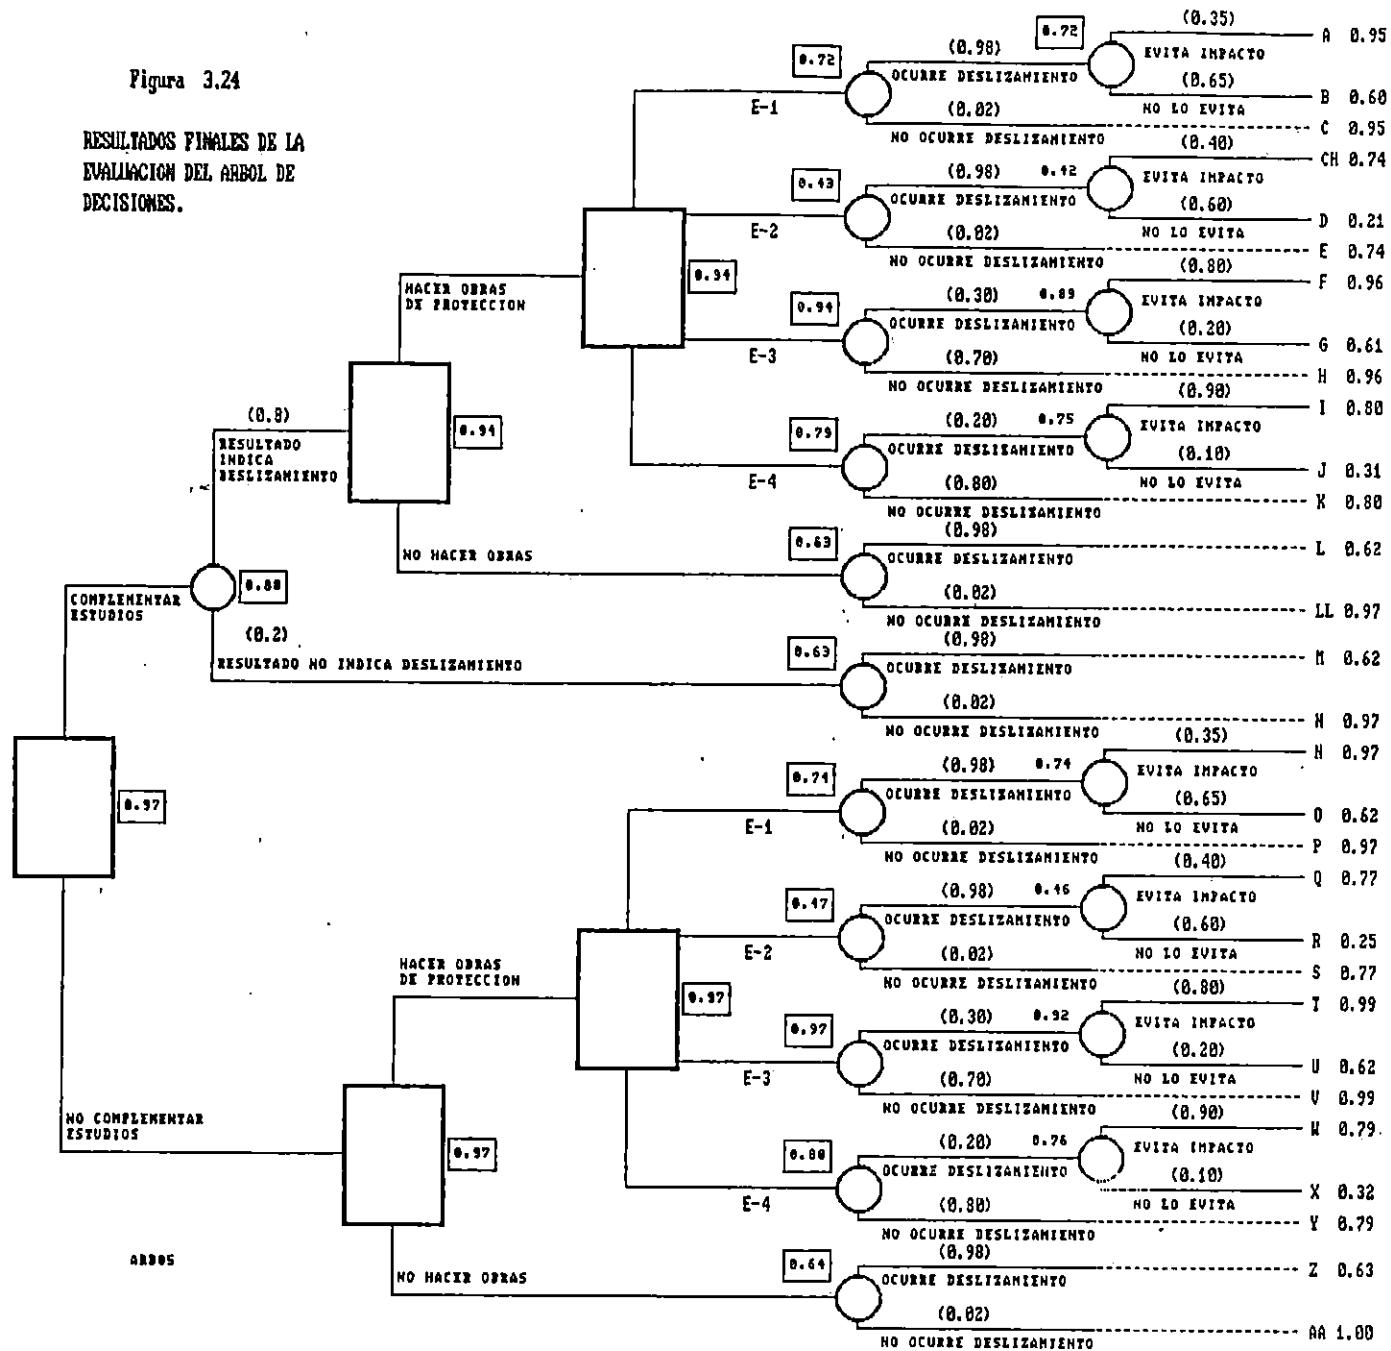 Figura 3.24
RESULTADOS FINALES DE LA
EVALUACION DEL ARBOL DE
DECISIONES.
COMPLEMENTAR
ESTUDIOS
NO COMPLEMENTAR
ESTUDIOS
0.97
0.88
(0.8)
RESULTADO
INDICA
DESLIZAMIENTO
(0.2)
RESULTADO NO INDICA DESLIZAMIENTO
0.94
HACER OBRAS
DE PROTECCION
NO HACER OBRAS
0.94
E-1
0.72
(0.98)
OCURRE DESLIZAMIENTO
(0.02)
NO OCURRE DESLIZAMIENTO
0.72
(0.35)
EVITA IMPACTO
(0.65)
NO LO EVITA
A 0.95
B 0.60
C 0.95
E-2
0.43
(0.98)
OCURRE DESLIZAMIENTO
(0.02)
NO OCURRE DESLIZAMIENTO
0.42
(0.40)
EVITA IMPACTO
(0.60)
NO LO EVITA
CH 0.74
D 0.21
E 0.74
E-3
0.94
(0.30)
OCURRE DESLIZAMIENTO
(0.70)
NO OCURRE DESLIZAMIENTO
0.89
(0.80)
EVITA IMPACTO
(0.20)
NO LO EVITA
F 0.96
G 0.61
H 0.96
E-4
0.79
(0.20)
OCURRE DESLIZAMIENTO
(0.80)
NO OCURRE DESLIZAMIENTO
0.75
(0.90)
EVITA IMPACTO
(0.10)
NO LO EVITA
I 0.80
J 0.31
K 0.80
0.63
(0.98)
OCURRE DESLIZAMIENTO
(0.02)
NO OCURRE DESLIZAMIENTO
L 0.62
LL 0.97
0.63
(0.98)
OCURRE DESLIZAMIENTO
(0.02)
NO OCURRE DESLIZAMIENTO
M 0.62
N 0.97
0.97
HACER OBRAS
DE PROTECCION
NO HACER OBRAS
0.97
E-1
0.74
(0.98)
OCURRE DESLIZAMIENTO
(0.02)
NO OCURRE DESLIZAMIENTO
0.74
(0.35)
EVITA IMPACTO
(0.65)
NO LO EVITA
N 0.97
O 0.62
P 0.97
E-2
0.47
(0.98)
OCURRE DESLIZAMIENTO
(0.02)
NO OCURRE DESLIZAMIENTO
0.46
(0.40)
EVITA IMPACTO
(0.60)
NO LO EVITA
Q 0.77
R 0.25
S 0.77
E-3
0.97
(0.30)
OCURRE DESLIZAMIENTO
(0.70)
NO OCURRE DESLIZAMIENTO
0.92
(0.80)
EVITA IMPACTO
(0.20)
NO LO EVITA
T 0.99
U 0.62
V 0.99
E-4
0.80
(0.20)
OCURRE DESLIZAMIENTO
(0.80)
NO OCURRE DESLIZAMIENTO
0.76
(0.90)
EVITA IMPACTO
(0.10)
NO LO EVITA
W 0.79
X 0.32
Y 0.79
0.64
(0.98)
OCURRE DESLIZAMIENTO
(0.02)
NO OCURRE DESLIZAMIENTO
Z 0.63
AA 1.00
ARBOS